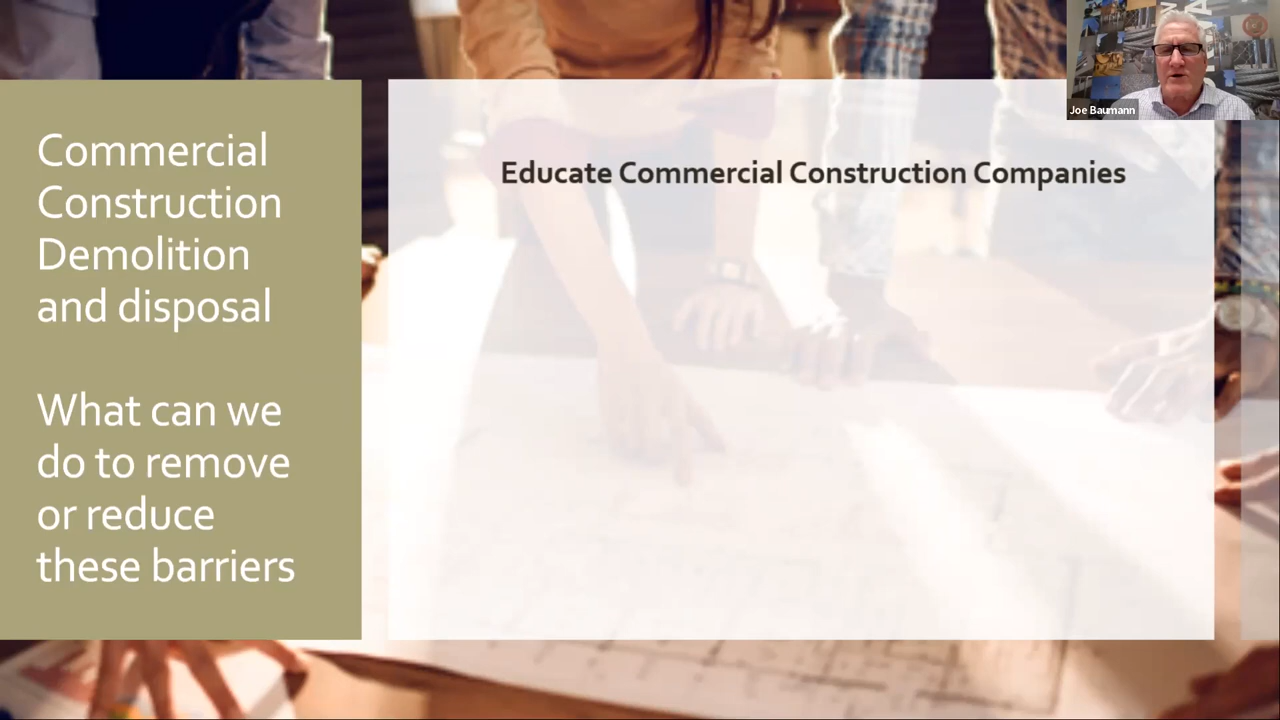 Commercial
Construction
Demolition
and disposal
What can we
do to remove
or reduce
these barriers
Educate Commercial Construction Companies
Joe Baumann